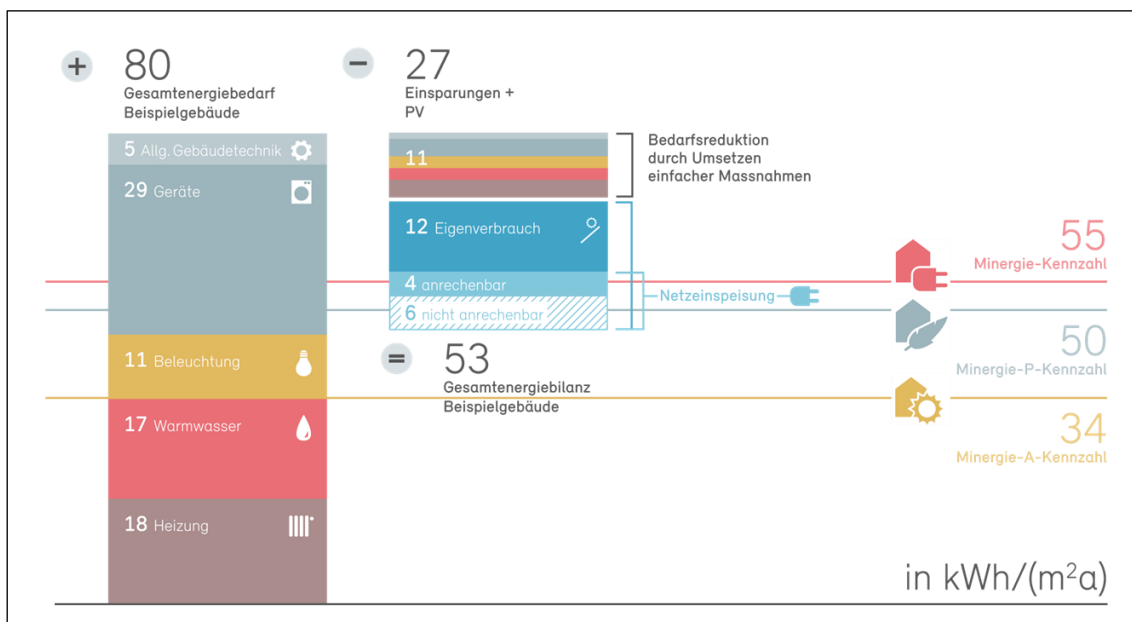 + 80
Gesamtenergiebedarf
Beispielgebäude
5 Allg. Gebäudetechnik
29 Geräte
11 Beleuchtung
17 Warmwasser
18 Heizung
− 27
Einsparungen +
PV
11
Bedarfsreduktion
durch Umsetzen
einfacher Massnahmen
12 Eigenverbrauch
4 anrechenbar
6 nicht anrechenbar
Netzeinspeisung
= 53
Gesamtenergiebilanz
Beispielgebäude
55
Minergie-Kennzahl
50
Minergie-P-Kennzahl
34
Minergie-A-Kennzahl
in kWh/(m²a)